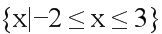 {x|−2 ≤ x ≤ 3}